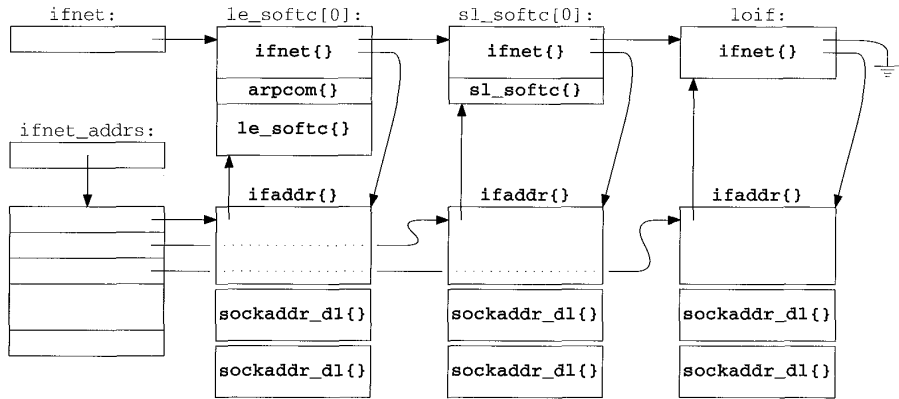 ifnet:
le_softc[0]:
sl_softc[0]:
loif:
ifnet{}
ifnet{}
ifnet{}
arpcom{}
sl_softc{}
le_softc{}
ifnet_addrs:
ifaddr{}
ifaddr{}
ifaddr{}
sockaddr_dl{}
sockaddr_dl{}
sockaddr_dl{}
sockaddr_dl{}
sockaddr_dl{}
sockaddr_dl{}